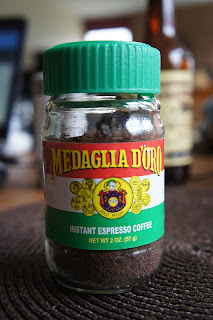 MEDAGLIA D'ORO
INSTANT ESPRESSO COFFEE
NET WT 2 OZ. (57 g)